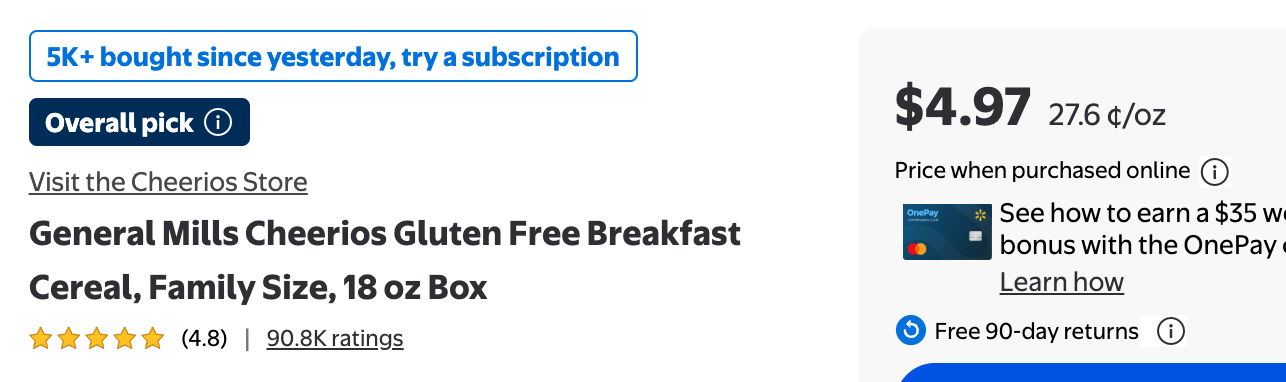 5K+ bought since yesterday, try a subscription
Overall pick
Visit the Cheerios Store
General Mills Cheerios Gluten Free Breakfast
Cereal, Family Size, 18 oz Box
(4.8) | 90.8K ratings
$4.97 27.6 ¢/oz
Price when purchased online
OnePay
See how to earn a $35 w
bonus with the OnePay
Learn how
Free 90-day returns